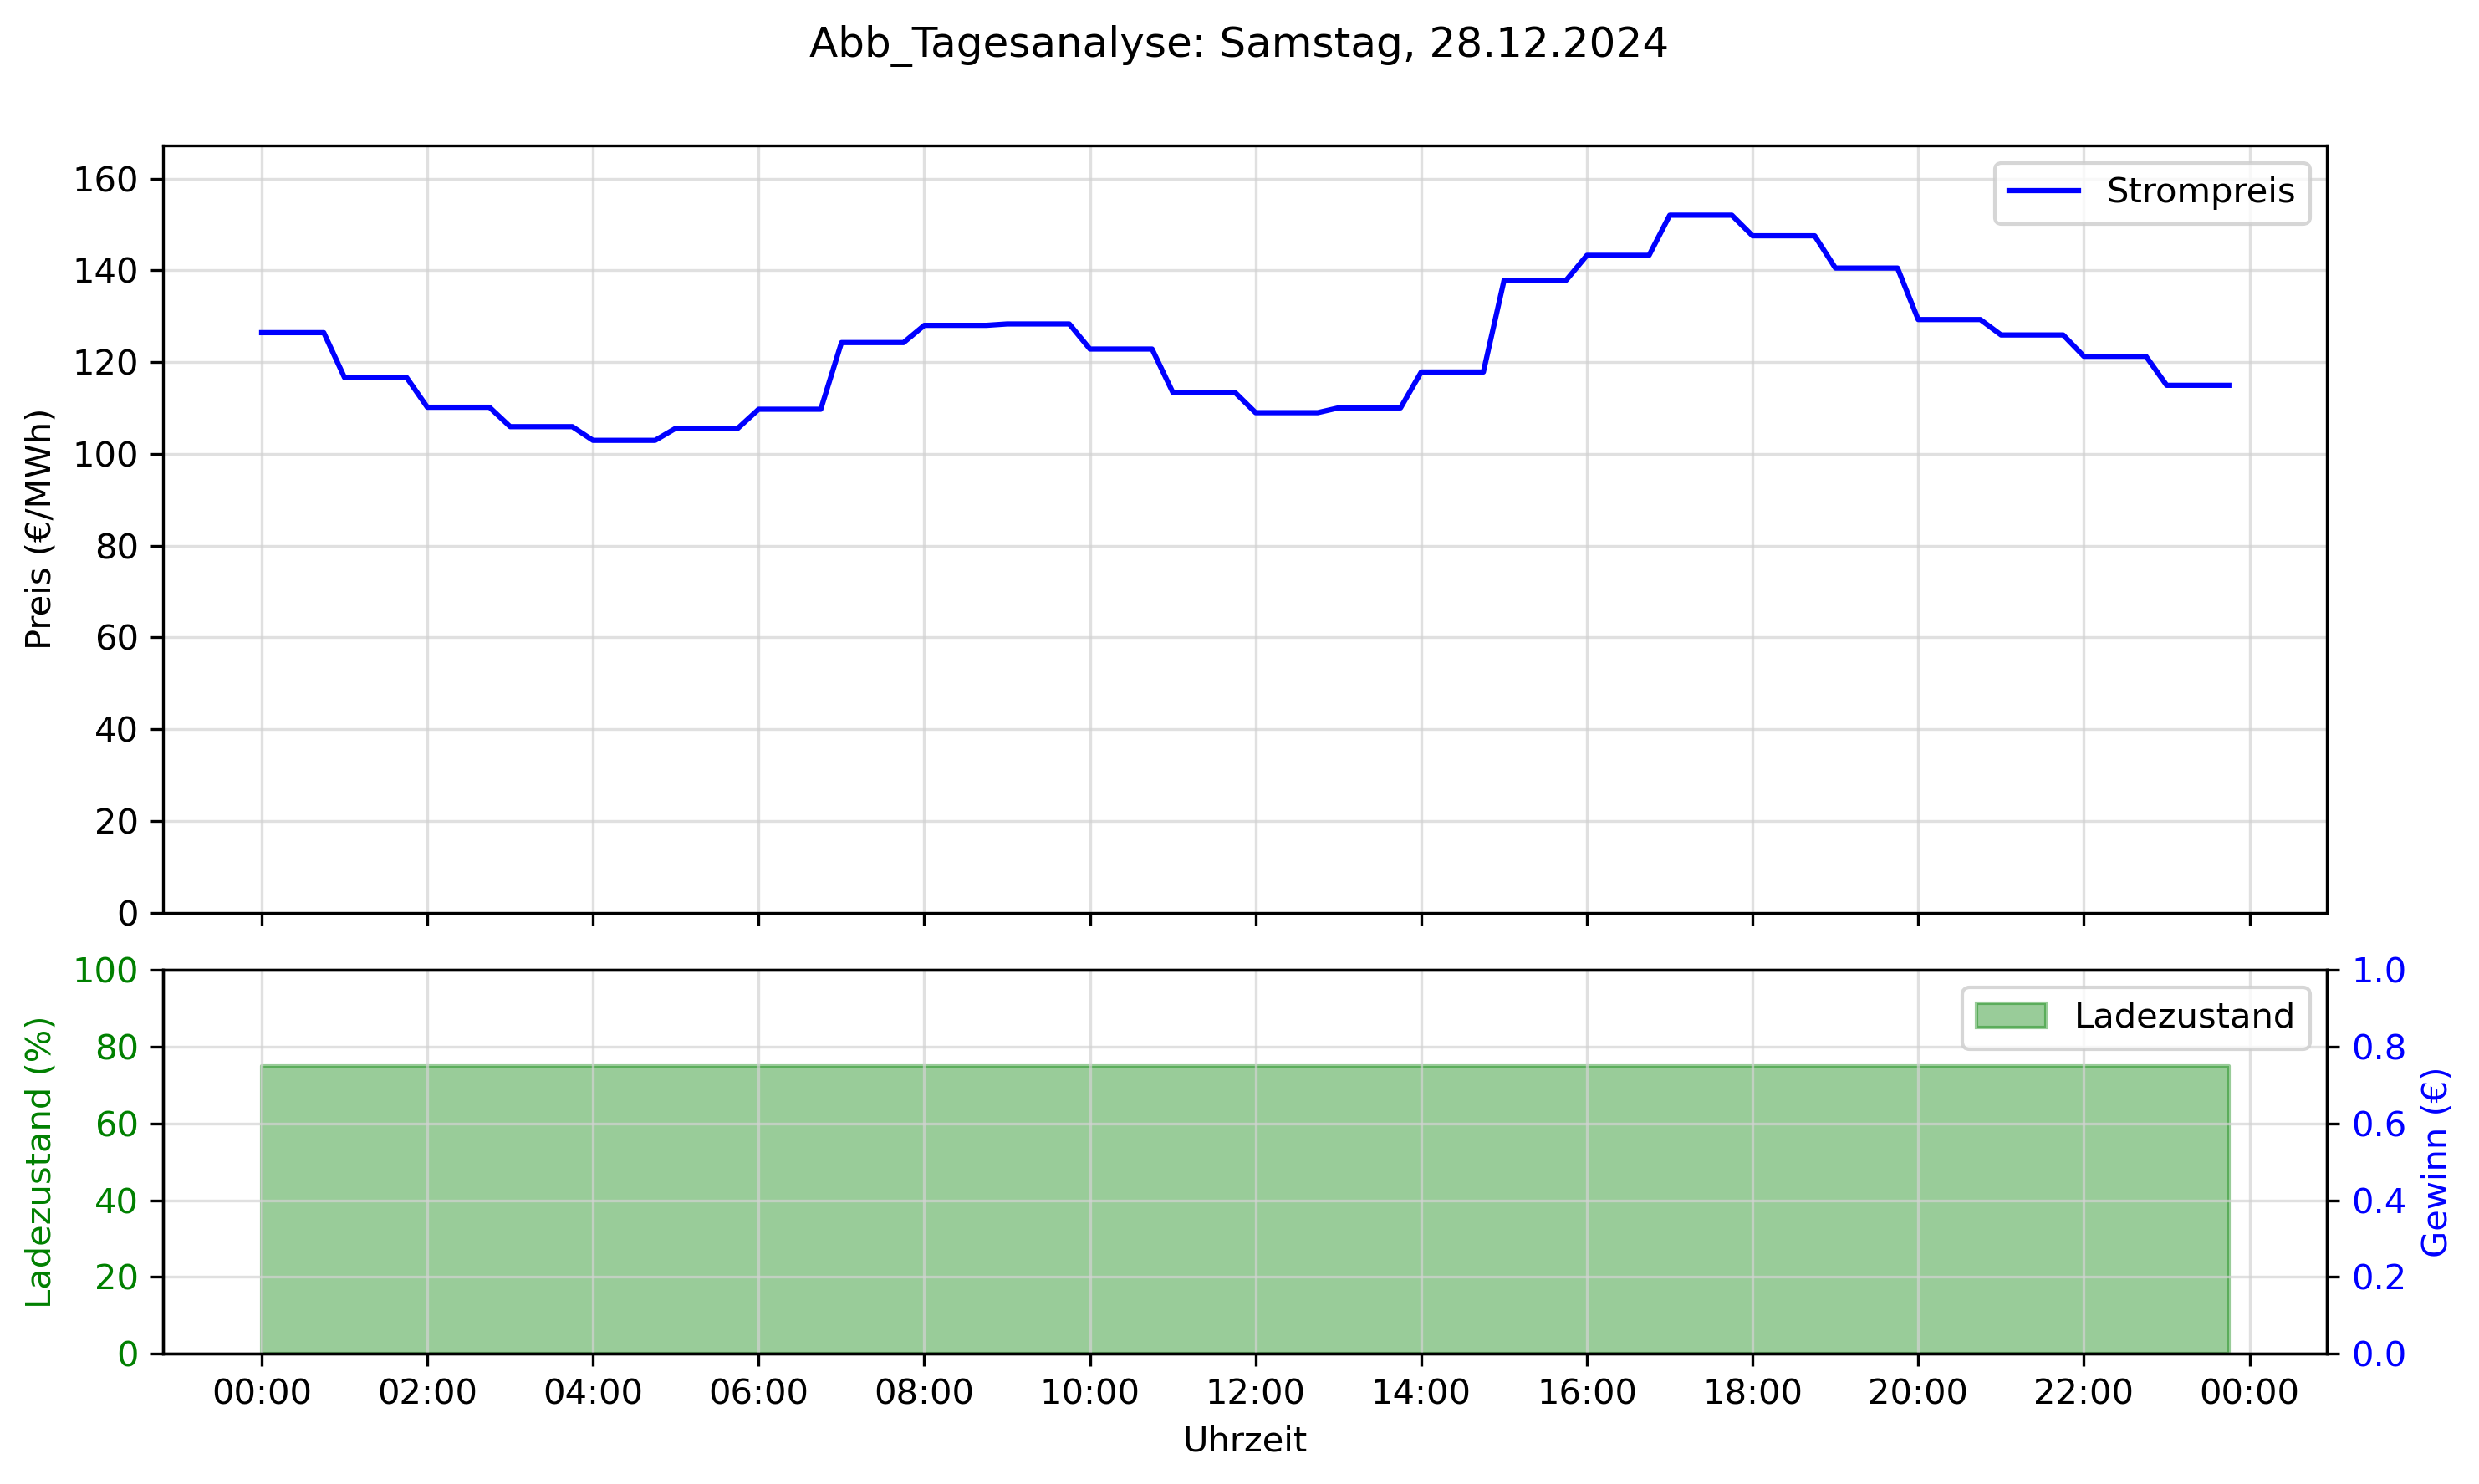 Abb_Tagesanalyse: Samstag, 28.12.2024
Preis (€/MWh)
160
140
120
100
80
60
40
20
0
Strompreis
Ladezustand (%)
100
80
60
40
20
0
Ladezustand
1.0
0.8
0.6
0.4
0.2
0.0
Gewinn (€)
00:00 02:00 04:00 06:00 08:00 10:00 12:00 14:00 16:00 18:00 20:00 22:00 00:00
Uhrzeit